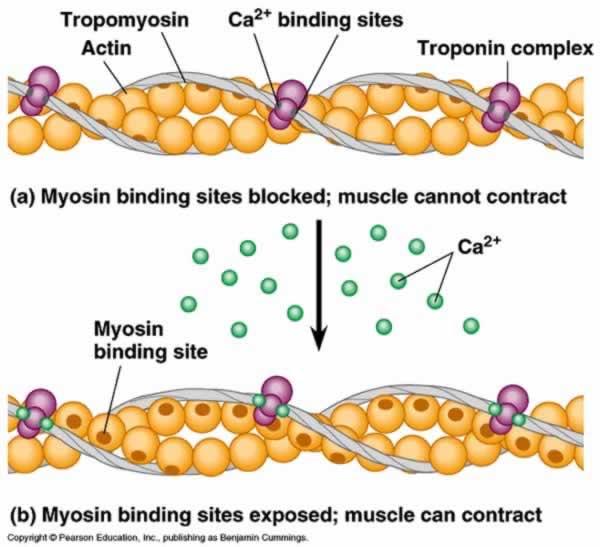 Tropomyosin
Ca²⁺ binding sites
Actin
Troponin complex
(a) Myosin binding sites blocked; muscle cannot contract
Ca²⁺
Myosin
binding site
(b) Myosin binding sites exposed; muscle can contract
Copyright © Pearson Education, Inc., publishing as Benjamin Cummings.